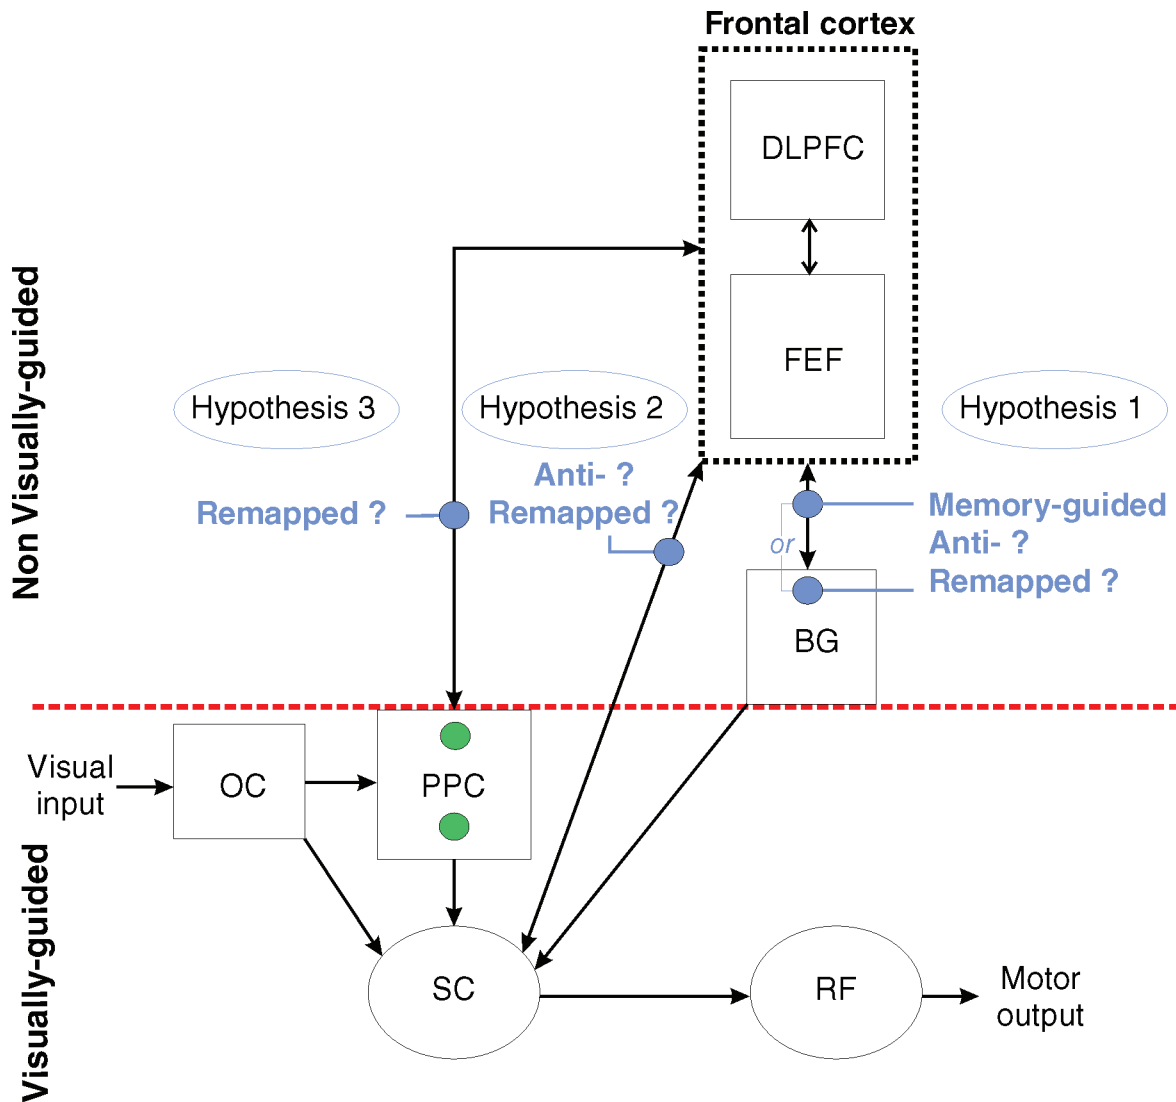 Frontal cortex
DLPFC
FEF
Non Visually-guided
Hypothesis 3
Hypothesis 2
Hypothesis 1
Remapped ?
Anti- ?
Remapped ?
Memory-guided
Anti- ?
Remapped ?
or
BG
Visually-guided
Visual
input
OC
PPC
SC
RF
Motor
output